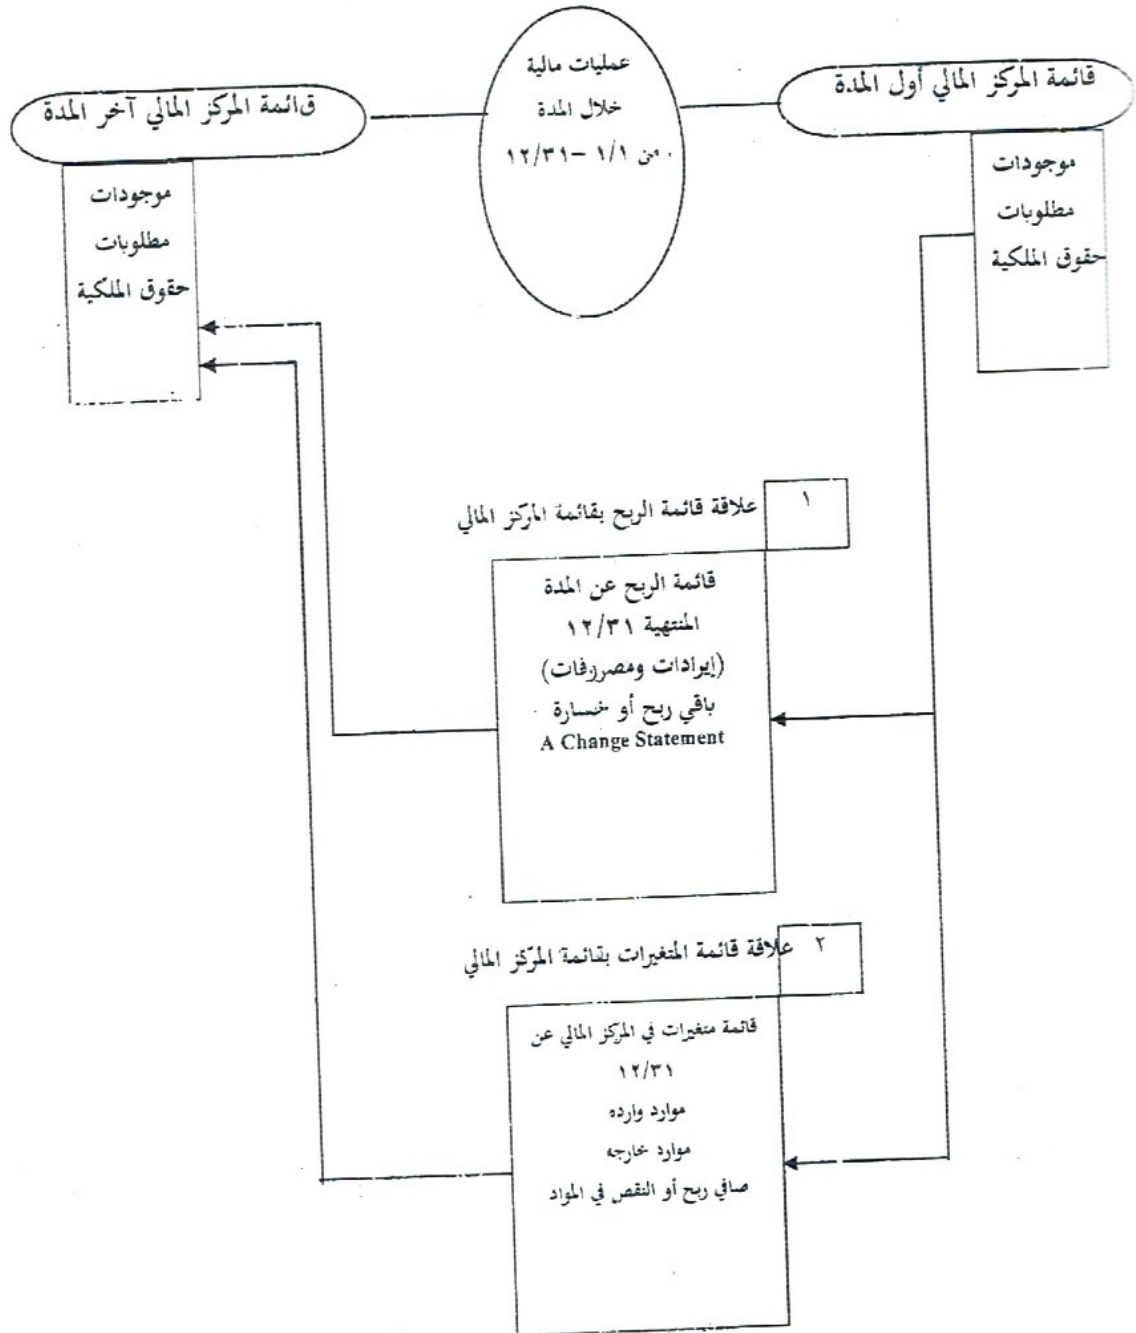 قائمة المركز المالي أول المدة
موجودات
مطلوبات
حقوق الملكية
عمليات مالية
خلال المدة
من ١/١ – ١٢/٣١
قائمة المركز المالي آخر المدة
موجودات
مطلوبات
حقوق الملكية
١
علاقة قائمة الربح بقائمة المركز المالي
قائمة الربح عن المدة
المنتهية ١٢/٣١
(إيرادات ومصروفات)
باقي ربح أو خسارة
A Change Statement
٢
علاقة قائمة المتغيرات بقائمة المركز المالي
قائمة متغيرات في المركز المالي عن
١٢/٣١
موارد وارده
موارد خارجه
صافي ربح أو النقص في المواد